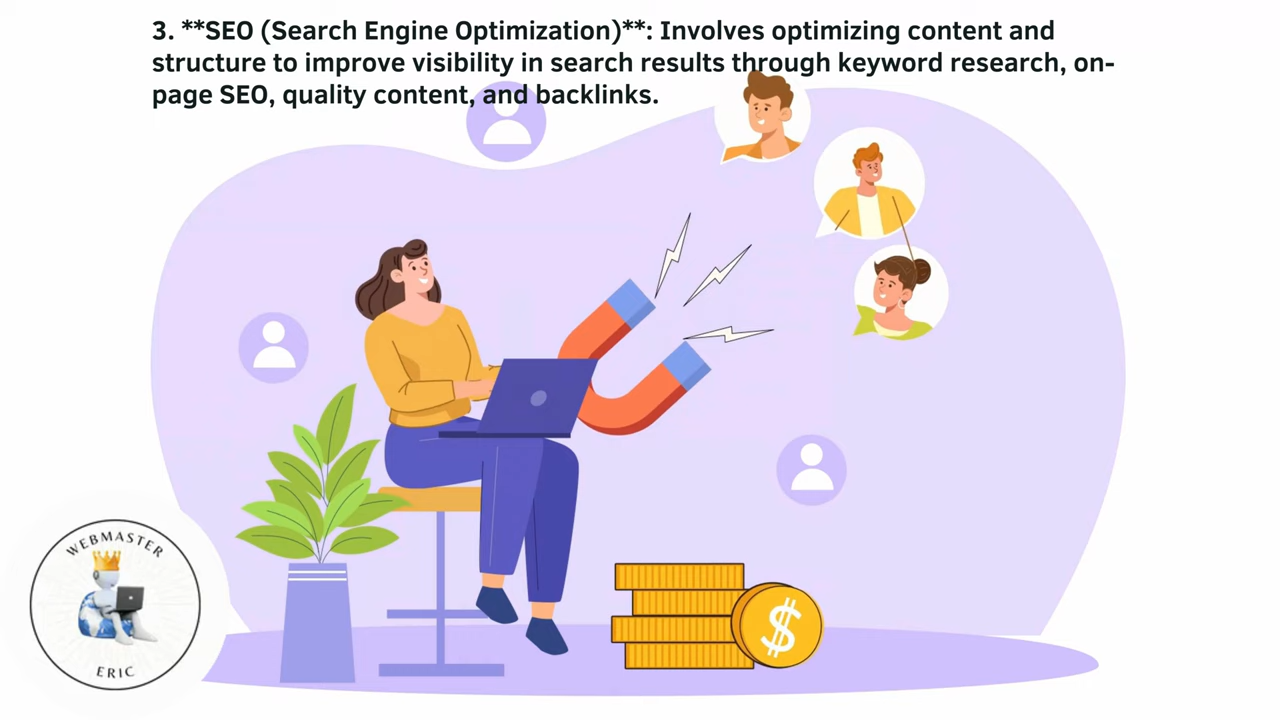 3. **SEO (Search Engine Optimization)**: Involves optimizing content and
structure to improve visibility in search results through keyword research, on-
page SEO, quality content, and backlinks.
WEBMASTER
ERIC
$